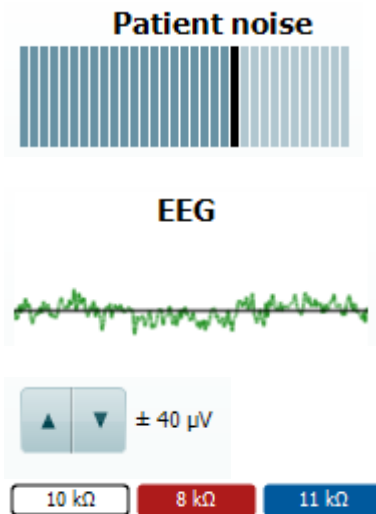 Patient noise
EEG
± 40 µV
10 kΩ 8 kΩ 11 kΩ